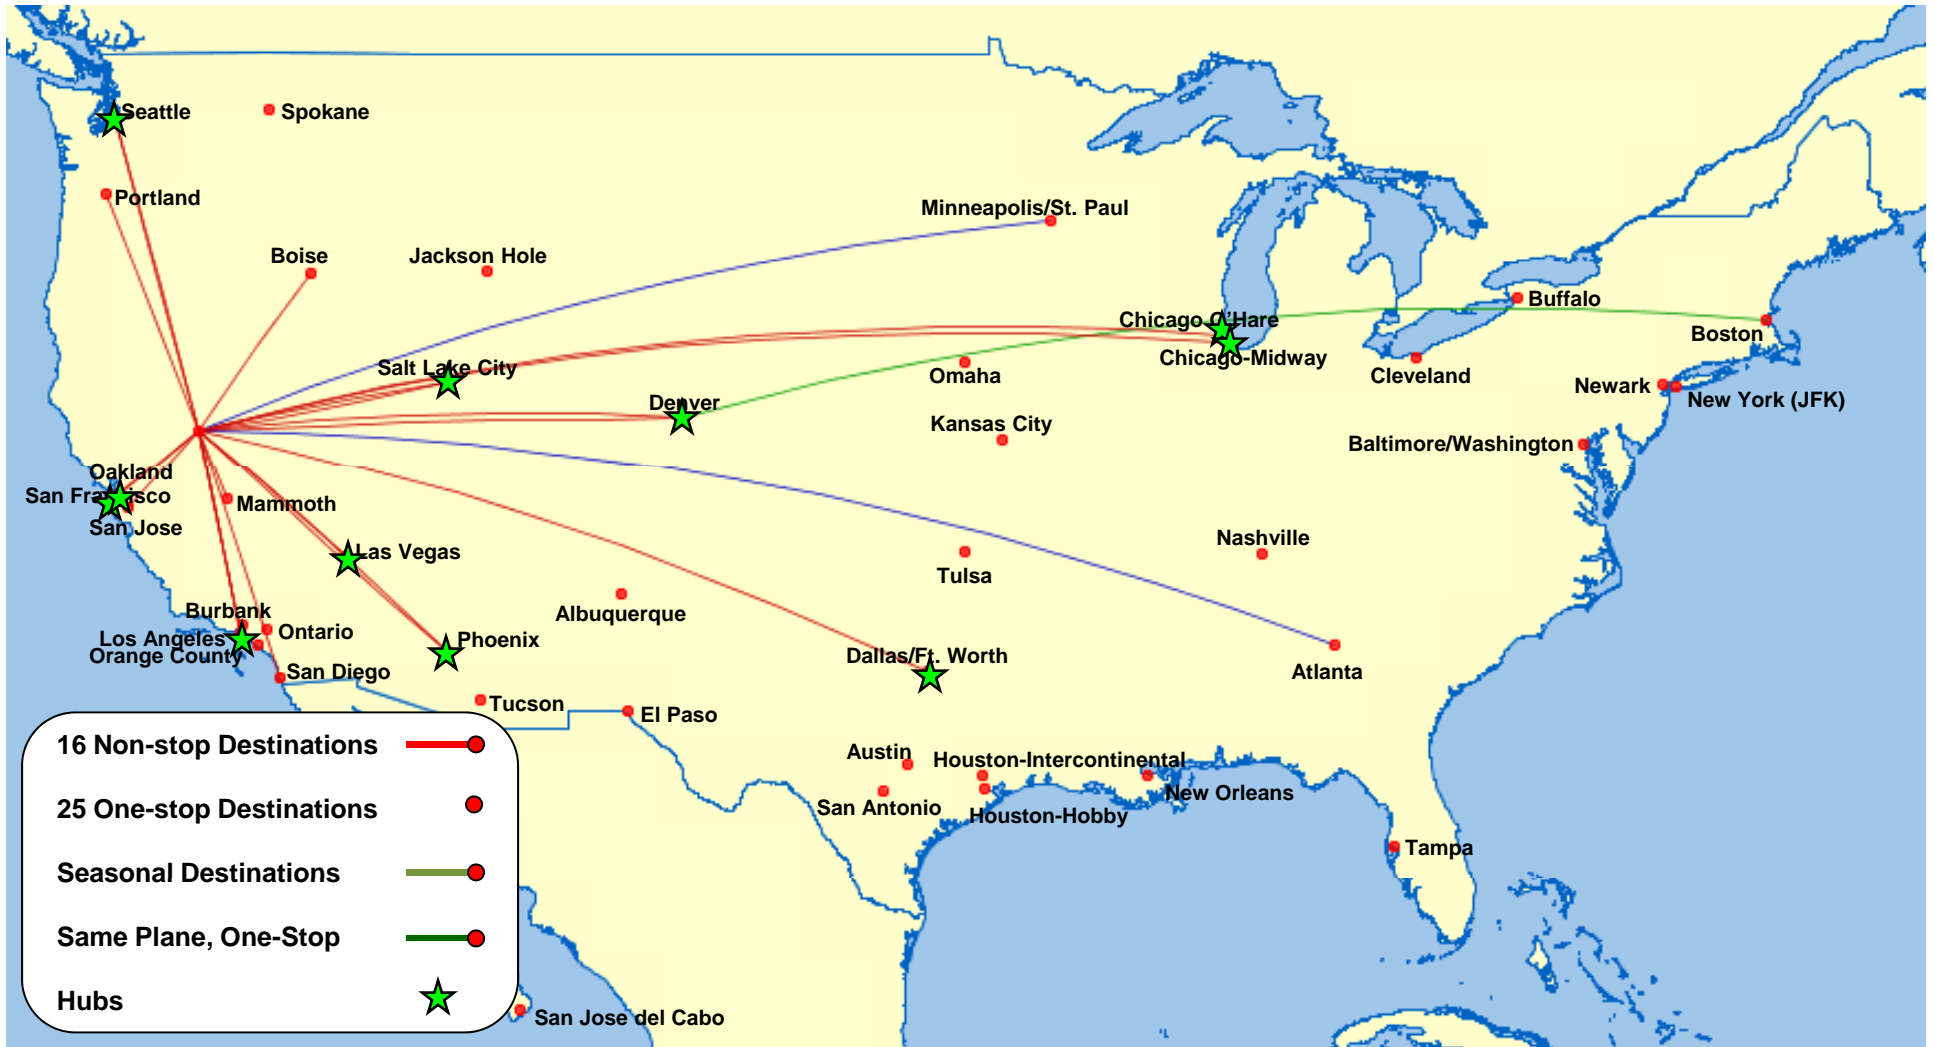 Seattle
Spokane
Portland
Minneapolis/St. Paul
Boise
Jackson Hole
Buffalo
Chicago O'Hare
Boston
Chicago-Midway
Salt Lake City
Omaha
Cleveland
Newark
New York (JFK)
Denver
Kansas City
Baltimore/Washington
Oakland
San Francisco
Mammoth
San Jose
Nashville
Las Vegas
Tulsa
Burbank
Albuquerque
Ontario
Los Angeles
Phoenix
Orange County
Dallas/Ft. Worth
San Diego
Atlanta
Tucson
El Paso
16 Non-stop Destinations
Austin
Houston-Intercontinental
New Orleans
25 One-stop Destinations
San Antonio
Houston-Hobby
Tampa
Seasonal Destinations
Same Plane, One-Stop
Hubs
San Jose del Cabo